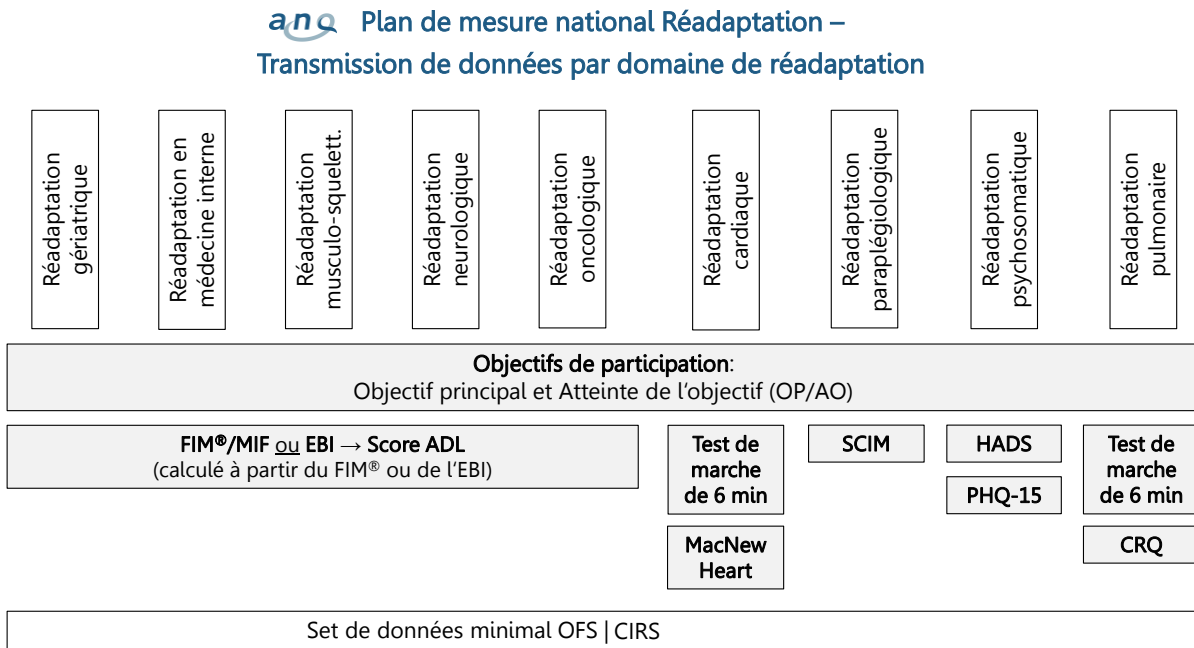 anq Plan de mesure national Réadaptation –
Transmission de données par domaine de réadaptation
Réadaptation
gériatrique
Réadaptation en
médecine interne
Réadaptation
musculo-squelett.
Réadaptation
neurologique
Réadaptation
oncologique
Réadaptation
cardiaque
Réadaptation
paraplégiologique
Réadaptation
psychosomatique
Réadaptation
pulmonaire
Objectifs de participation:
Objectif principal et Atteinte de l'objectif (OP/AO)
FIM®/MIF ou EBI → Score ADL
(calculé à partir du FIM® ou de l'EBI)
Test de
marche
de 6 min
MacNew
Heart
SCIM
HADS
PHQ-15
Test de
marche
de 6 min
CRQ
Set de données minimal OFS | CIRS